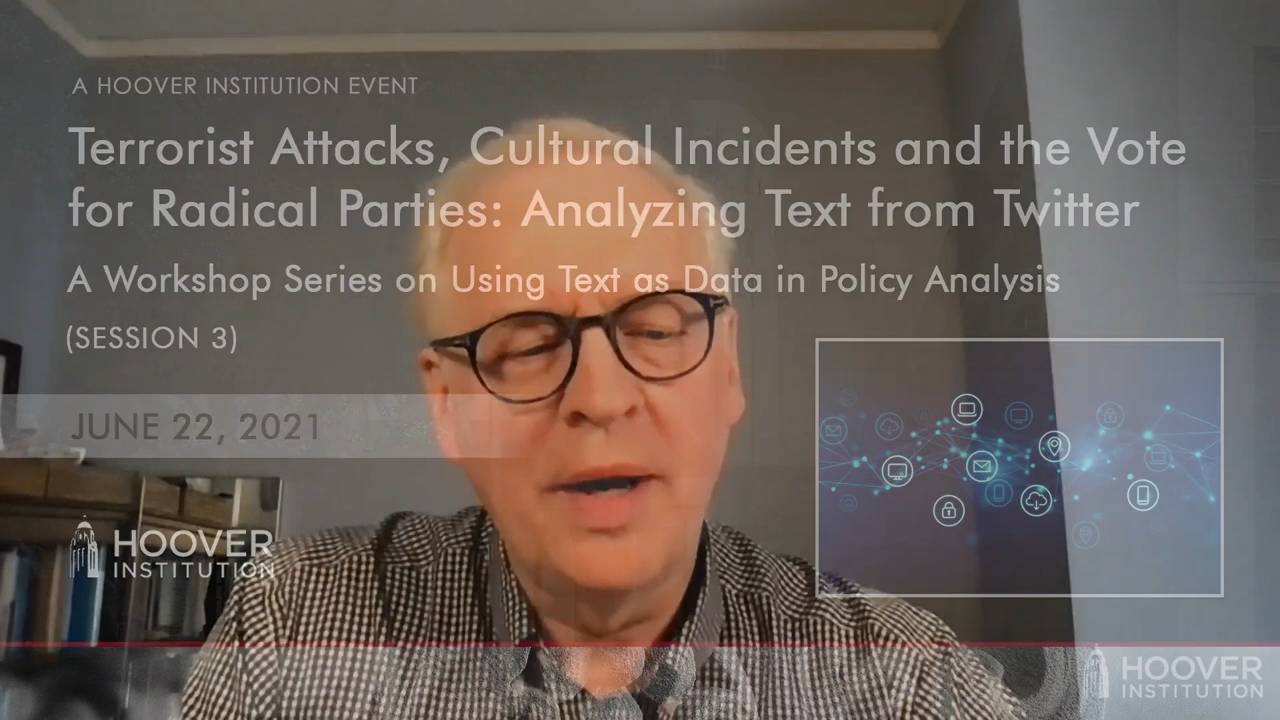 A HOOVER INSTITUTION EVENT
Terrorist Attacks, Cultural Incidents and the Vote
for Radical Parties: Analyzing Text from Twitter
A Workshop Series on Using Text as Data in Policy Analysis
(SESSION 3)
JUNE 22, 2021
HOOVER
INSTITUTION
HOOVER
INSTITUTION